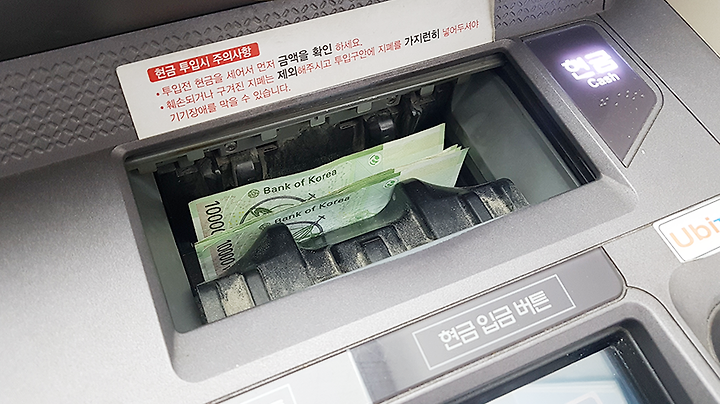 현금 투입시 주의사항
• 투입전 현금을 세어서 먼저 금액을 확인 하세요.
• 훼손되거나 구겨진 지폐는 제외해주시고 투입구안에 지폐를 가지런히 넣어두셔야
기기장애를 막을 수 있습니다.
현금
Cash
Bank of Korea
10000
Bank of Korea
10000
Ubi
현금 입금 버튼